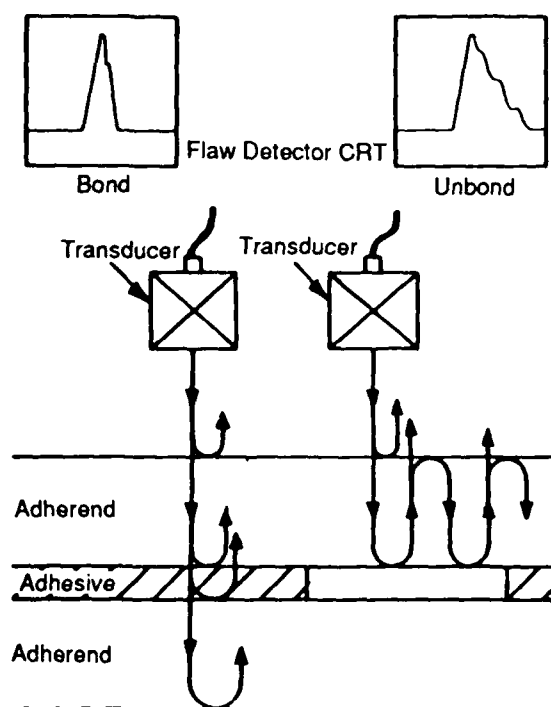 Flaw Detector CRT
Bond
Unbond
Transducer
Transducer
Adherend
Adhesive
Adherend